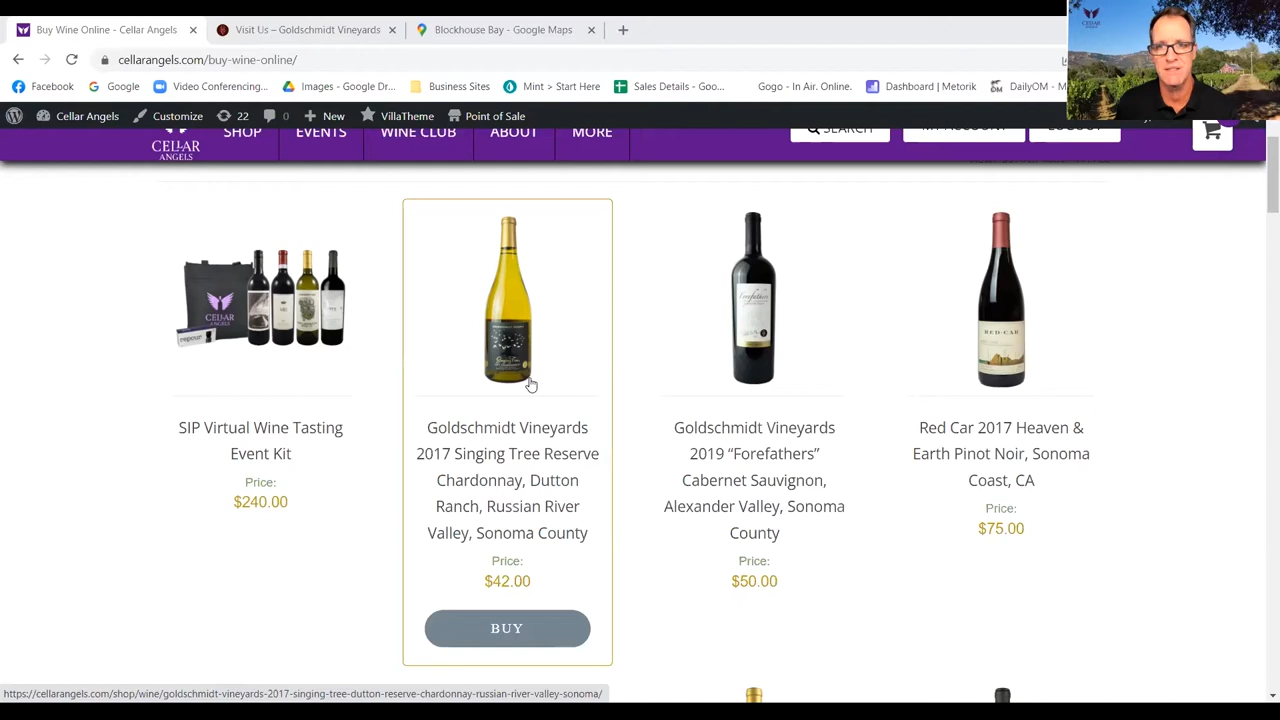 Buy Wine Online - Cellar Angels
Visit Us – Goldschmidt Vineyards
Blockhouse Bay - Google Maps
cellarangels.com/buy-wine-online/
Facebook
Google
Video Conferencing...
Images - Google Dr...
Business Sites
Mint > Start Here
Sales Details - Goo...
Gogo - In Air. Online.
Dashboard | Metorik
DailyOM - M
Cellar Angels
Customize
22
0
New
VillaTheme
Point of Sale
SHOP
EVENTS
WINE CLUB
ABOUT
MORE
SEARCH
MY ACCOUNT
LOGOUT
CELLAR
ANGELS
CELLAR
ANGELS
repour
RED·CAR
SIP Virtual Wine Tasting
Event Kit
Price:
$240.00
Goldschmidt Vineyards
2017 Singing Tree Reserve
Chardonnay, Dutton
Ranch, Russian River
Valley, Sonoma County
Price:
$42.00
BUY
Goldschmidt Vineyards
2019 “Forefathers”
Cabernet Sauvignon,
Alexander Valley, Sonoma
County
Price:
$50.00
Red Car 2017 Heaven &
Earth Pinot Noir, Sonoma
Coast, CA
Price:
$75.00
https://cellarangels.com/shop/wine/goldschmidt-vineyards-2017-singing-tree-dutton-reserve-chardonnay-russian-river-valley-sonoma/